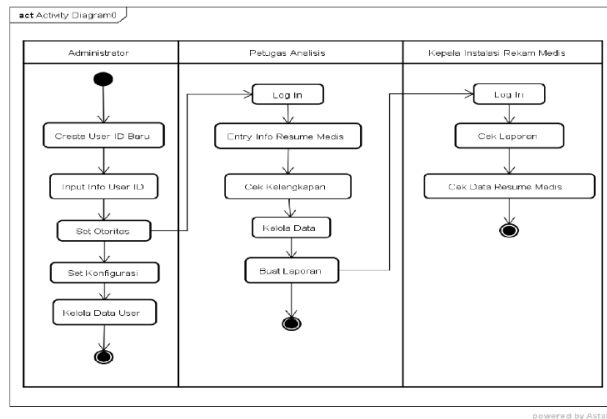 act Activity Diagram0
Administrator
Petugas Analisis
Kepala Instalasi Rekam Medis
Create User ID Baru
Input Info User ID
Set Otoritas
Set Konfigurasi
Kelola Data User
Log In
Entry Info Resume Medis
Cek Kelengkapan
Kelola Data
Buat Laporan
Log In
Cek Laporan
Cek Data Resume Medis
powered by Astah